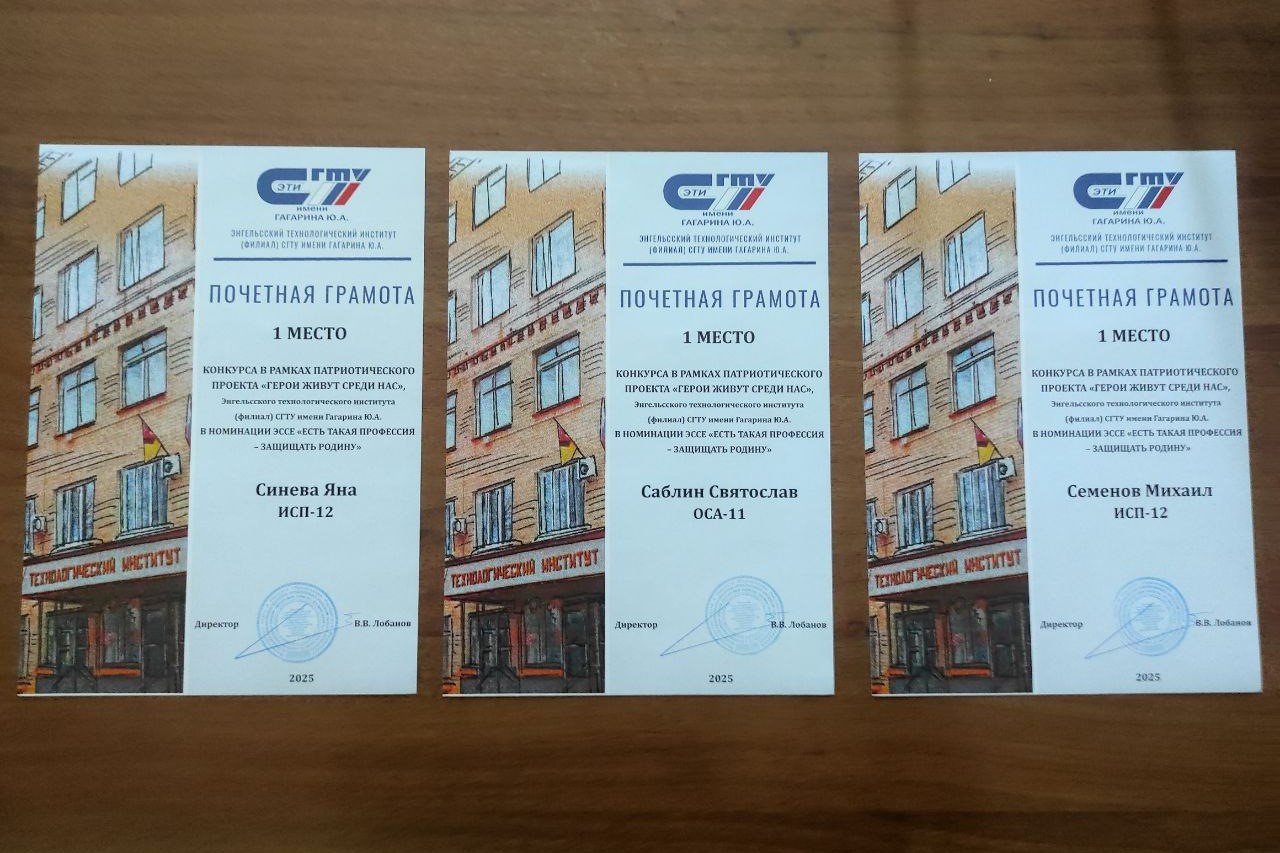 СГТУ
ЭТИ
имени
ГАГАРИНА Ю.А.
ЭНГЕЛЬССКИЙ ТЕХНОЛОГИЧЕСКИЙ ИНСТИТУТ
(ФИЛИАЛ) СГТУ ИМЕНИ ГАГАРИНА Ю.А.
ПОЧЕТНАЯ ГРАМОТА
1 МЕСТО
КОНКУРСА В РАМКАХ ПАТРИОТИЧЕСКОГО
ПРОЕКТА «ГЕРОИ ЖИВУТ СРЕДИ НАС»,
Энгельсского технологического института
(филиал) СГТУ имени Гагарина Ю.А.
В НОМИНАЦИИ ЭССЕ «ЕСТЬ ТАКАЯ ПРОФЕССИЯ
– ЗАЩИЩАТЬ РОДИНУ»
Синева Яна
ИСП-12
ТЕХНОЛОГИЧЕСКИЙ ИНСТИТУТ
Директор
В.В. Лобанов
2025
СГТУ
ЭТИ
имени
ГАГАРИНА Ю.А.
ЭНГЕЛЬССКИЙ ТЕХНОЛОГИЧЕСКИЙ ИНСТИТУТ
(ФИЛИАЛ) СГТУ ИМЕНИ ГАГАРИНА Ю.А.
ПОЧЕТНАЯ ГРАМОТА
1 МЕСТО
КОНКУРСА В РАМКАХ ПАТРИОТИЧЕСКОГО
ПРОЕКТА «ГЕРОИ ЖИВУТ СРЕДИ НАС»,
Энгельсского технологического института
(филиал) СГТУ имени Гагарина Ю.А.
В НОМИНАЦИИ ЭССЕ «ЕСТЬ ТАКАЯ ПРОФЕССИЯ
– ЗАЩИЩАТЬ РОДИНУ»
Саблин Святослав
ОСА-11
ТЕХНОЛОГИЧЕСКИЙ ИНСТИТУТ
Директор
В.В. Лобанов
2025
СГТУ
ЭТИ
имени
ГАГАРИНА Ю.А.
ЭНГЕЛЬССКИЙ ТЕХНОЛОГИЧЕСКИЙ ИНСТИТУТ
(ФИЛИАЛ) СГТУ ИМЕНИ ГАГАРИНА Ю.А.
ПОЧЕТНАЯ ГРАМОТА
1 МЕСТО
КОНКУРСА В РАМКАХ ПАТРИОТИЧЕСКОГО
ПРОЕКТА «ГЕРОИ ЖИВУТ СРЕДИ НАС»,
Энгельсского технологического института
(филиал) СГТУ имени Гагарина Ю.А.
В НОМИНАЦИИ ЭССЕ «ЕСТЬ ТАКАЯ ПРОФЕССИЯ
– ЗАЩИЩАТЬ РОДИНУ»
Семенов Михаил
ИСП-12
ТЕХНОЛОГИЧЕСКИЙ ИНСТИТУТ
Директор
В.В. Лобанов
2025